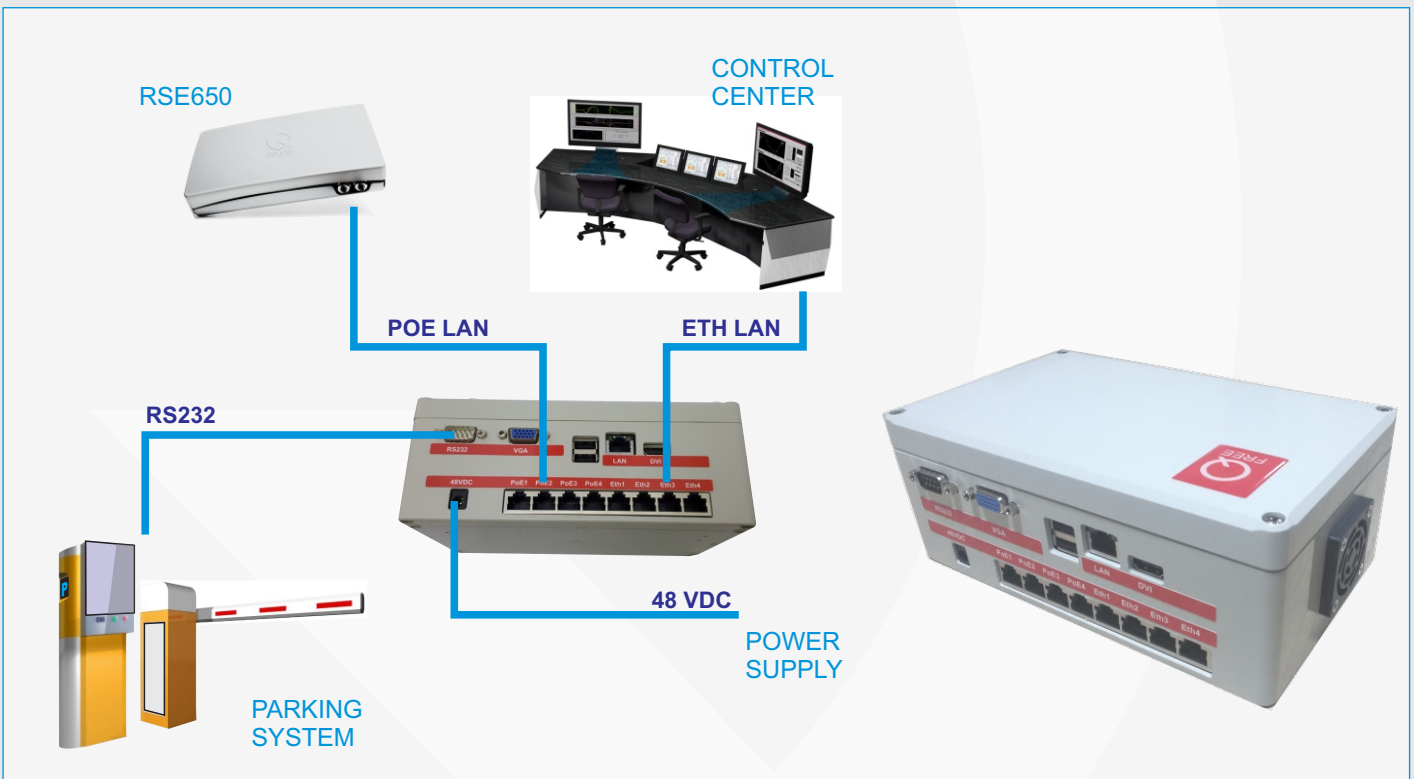 RSE650
CONTROL
CENTER
POE LAN
ETH LAN
RS232
RS232
VGA
LAN
DVI
48VDC
PoE1 PoE2 PoE3 PoE4 Eth1 Eth2 Eth3 Eth4
48 VDC
POWER
SUPPLY
P
PARKING
SYSTEM
Q
FREE
RS232
VGA
LAN
DVI
48VDC
PoE1 PoE2 PoE3 PoE4 Eth1 Eth2 Eth3 Eth4